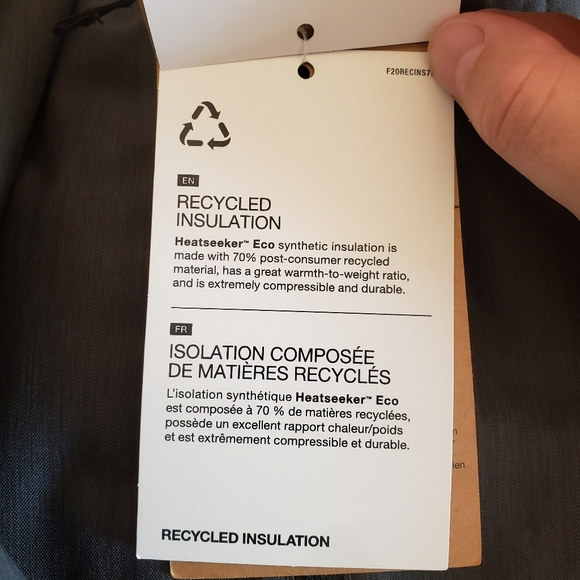 EN
RECYCLED
INSULATION
Heatseeker™ Eco synthetic insulation is
made with 70% post-consumer recycled
material, has a great warmth-to-weight ratio,
and is extremely compressible and durable.
FR
ISOLATION COMPOSÉE
DE MATIÈRES RECYCLÉS
L'isolation synthétique Heatseeker™ Eco
est composée à 70 % de matières recyclées,
possède un excellent rapport chaleur/poids
et est extrêmement compressible et durable.
RECYCLED INSULATION